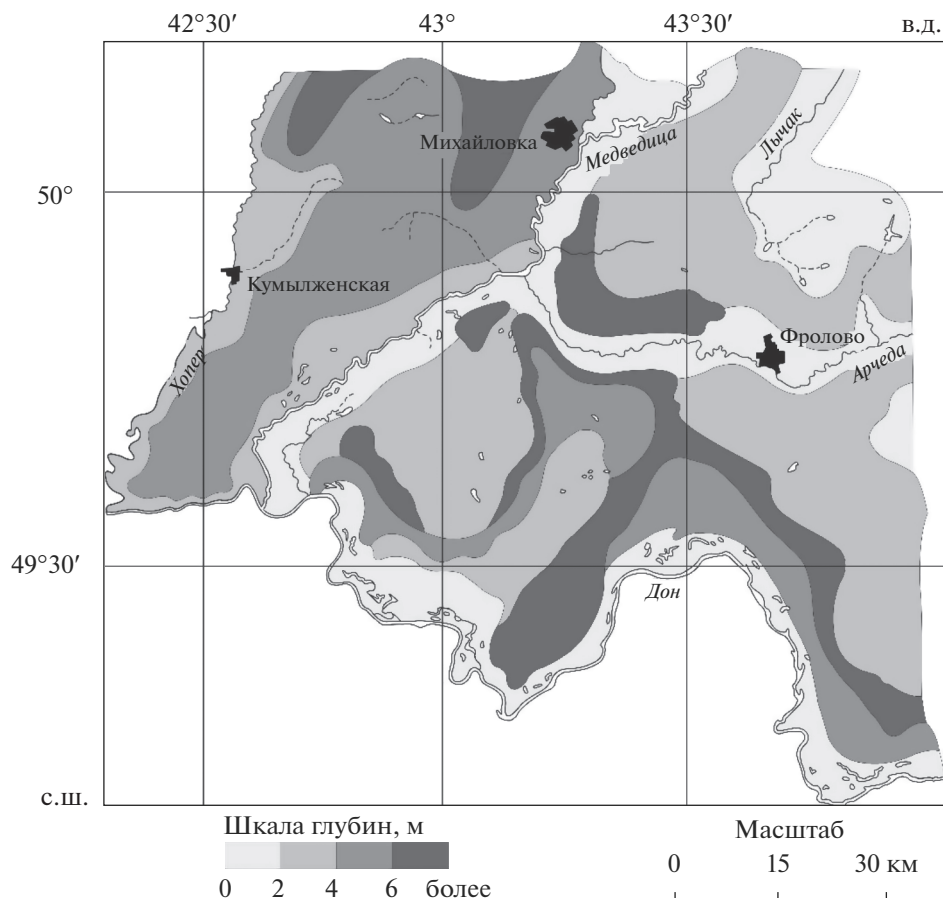 42°30′ 43° 43°30′ в.д.
Михайловка
Медведица
Лычак
50°
Кумылженская
Хопер
Фролово
Арчеда
49°30′
Дон
с.ш.
Шкала глубин, м
0 2 4 6 более
Масштаб
0 15 30 км